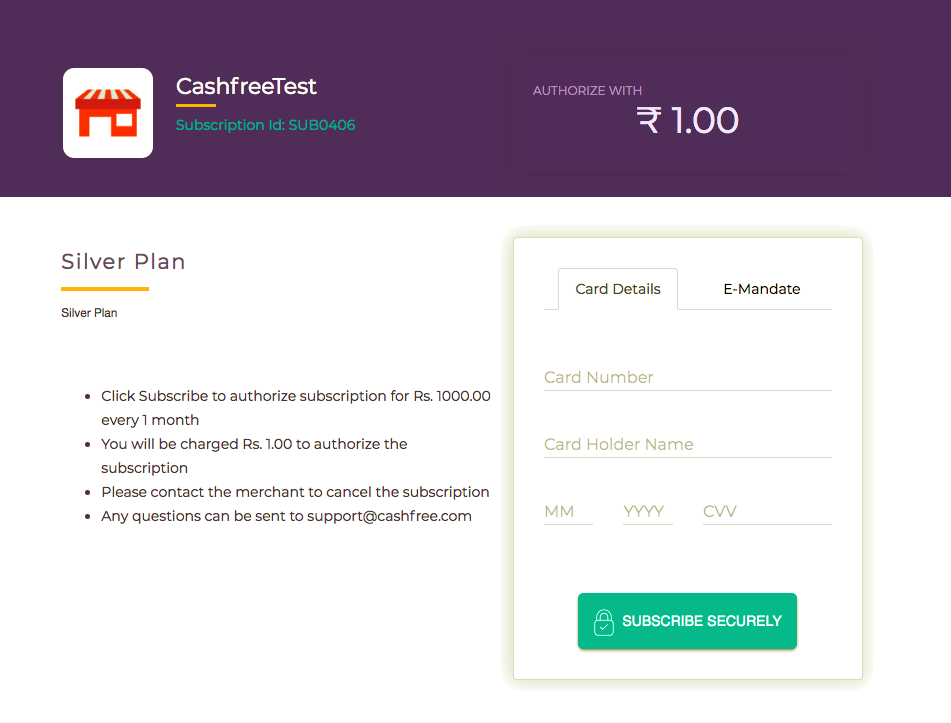 CashfreeTest
Subscription Id: SUB0406
AUTHORIZE WITH
₹ 1.00
Silver Plan
Silver Plan
Click Subscribe to authorize subscription for Rs. 1000.00
every 1 month
You will be charged Rs. 1.00 to authorize the
subscription
Please contact the merchant to cancel the subscription
Any questions can be sent to support@cashfree.com
Card Details
E-Mandate
Card Number
Card Holder Name
MM YYYY CVV
SUBSCRIBE SECURELY